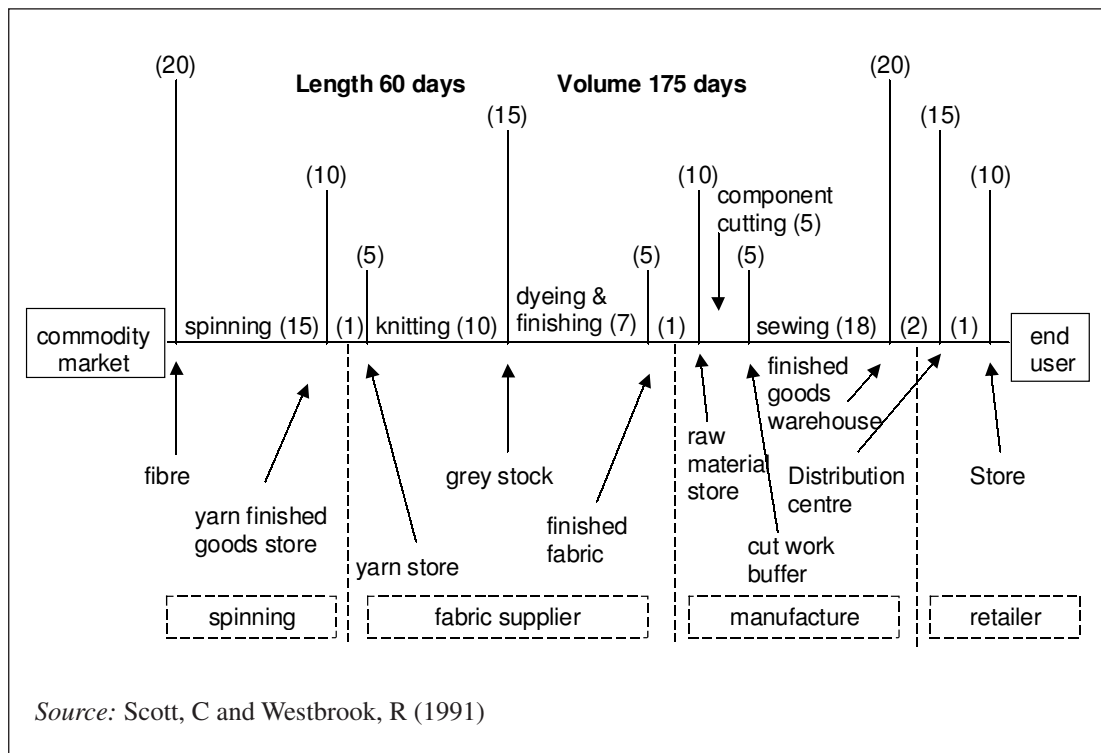 (20)
Length 60 days
Volume 175 days
(20)
(15)
(15)
(10)
(10)
component
cutting (5)
(10)
(5)
(5)
(5)
dyeing &
finishing (7)
commodity
market
spinning (15)
(1)
knitting (10)
(1)
sewing (18)
(2)
(1)
end
user
finished
goods
warehouse
fibre
yarn finished
goods store
yarn store
grey stock
finished
fabric
raw
material
store
cut work
buffer
Distribution
centre
Store
spinning
fabric supplier
manufacture
retailer
Source: Scott, C and Westbrook, R (1991)